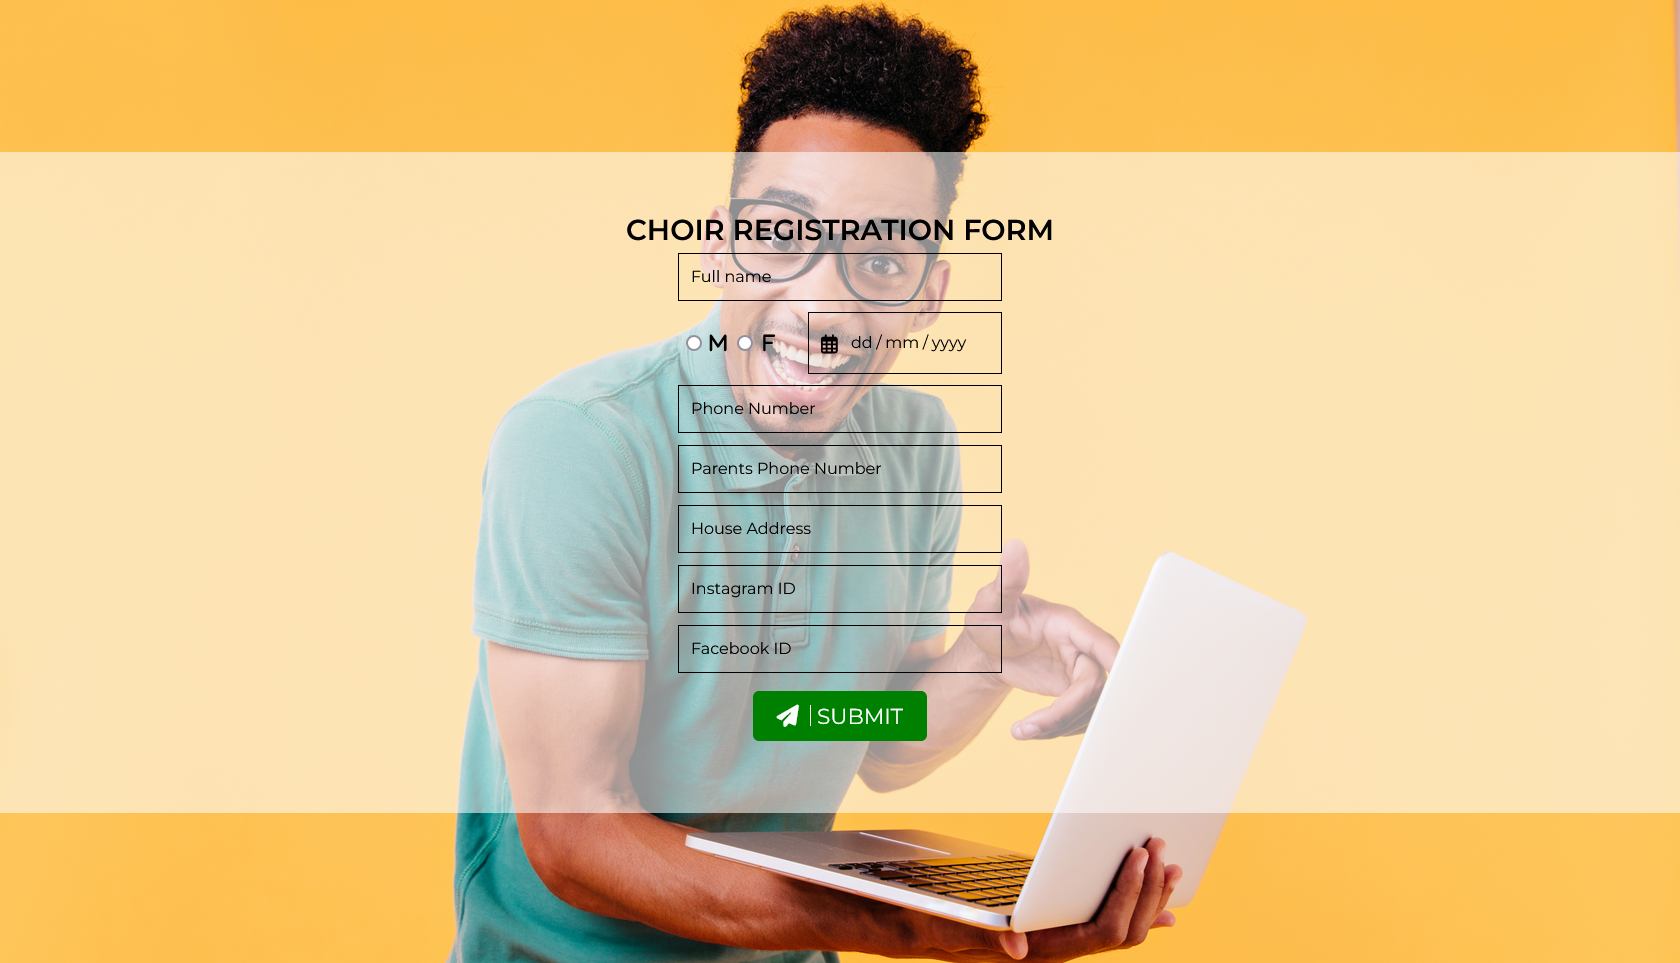 CHOIR REGISTRATION FORM
Full name
M F dd / mm / yyyy
Phone Number
Parents Phone Number
House Address
Instagram ID
Facebook ID
SUBMIT